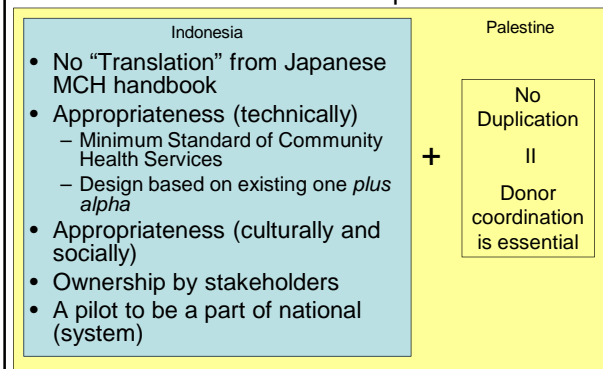 Indonesia
• No “Translation” from Japanese
MCH handbook
• Appropriateness (technically)
– Minimum Standard of Community
Health Services
– Design based on existing one plus
alpha
• Appropriateness (culturally and
socially)
• Ownership by stakeholders
• A pilot to be a part of national
(system)
+
Palestine
No
Duplication
II
Donor
coordination
is essential